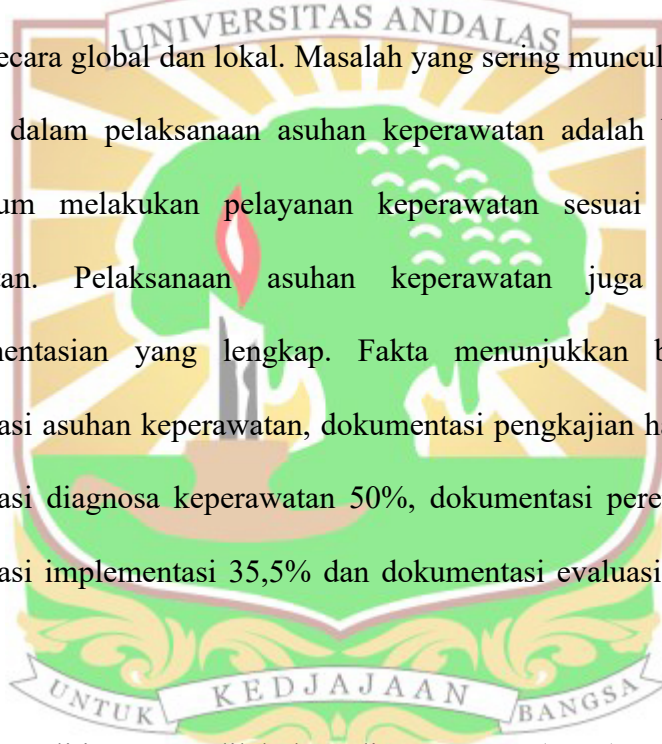 UNIVERSITAS ANDALAS
ecara global dan lokal. Masalah yang sering muncul
dalam pelaksanaan asuhan keperawatan adalah
um melakukan pelayanan keperawatan sesuai
tan. Pelaksanaan asuhan keperawatan juga
mentasian yang lengkap. Fakta menunjukkan b
asi asuhan keperawatan, dokumentasi pengkajian ha
asi diagnosa keperawatan 50%, dokumentasi pere
asi implementasi 35,5% dan dokumentasi evaluasi
UNTUK KEDJAJAAN BANGSA